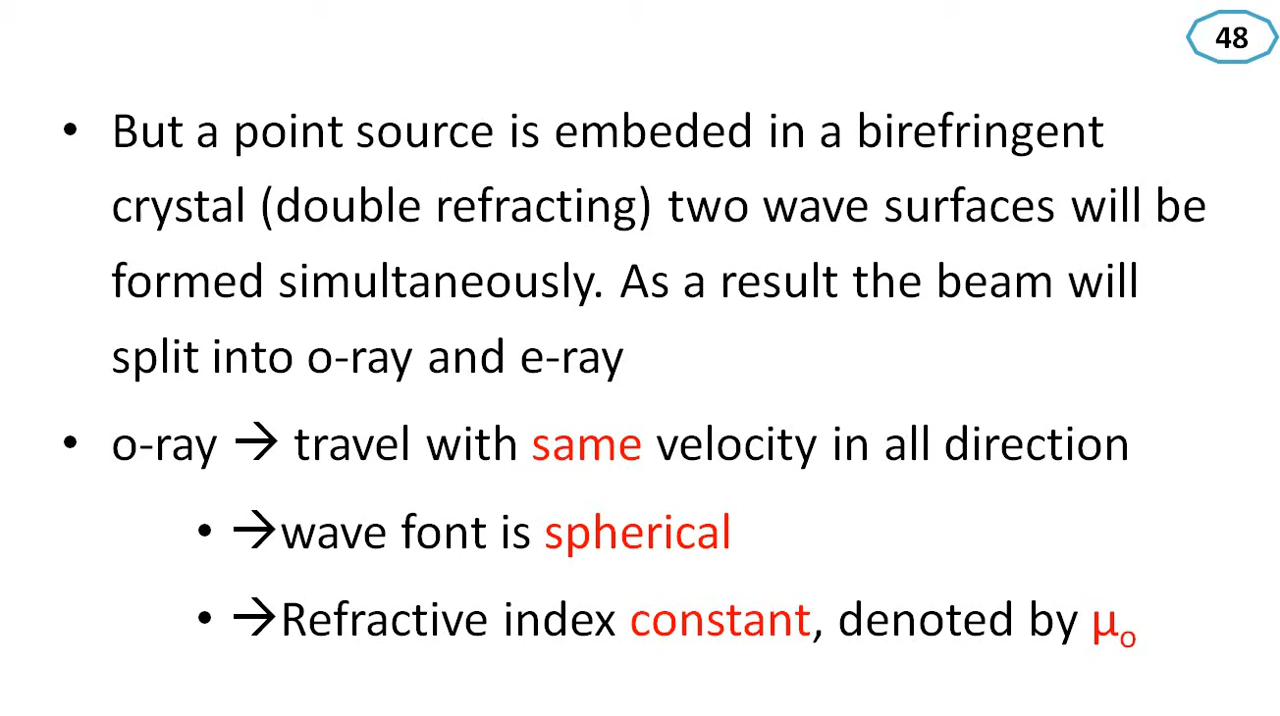 48
• But a point source is embeded in a birefringent
crystal (double refracting) two wave surfaces will be
formed simultaneously. As a result the beam will
split into o-ray and e-ray
• o-ray → travel with same velocity in all direction
• →wave font is spherical
• →Refractive index constant, denoted by μₒ